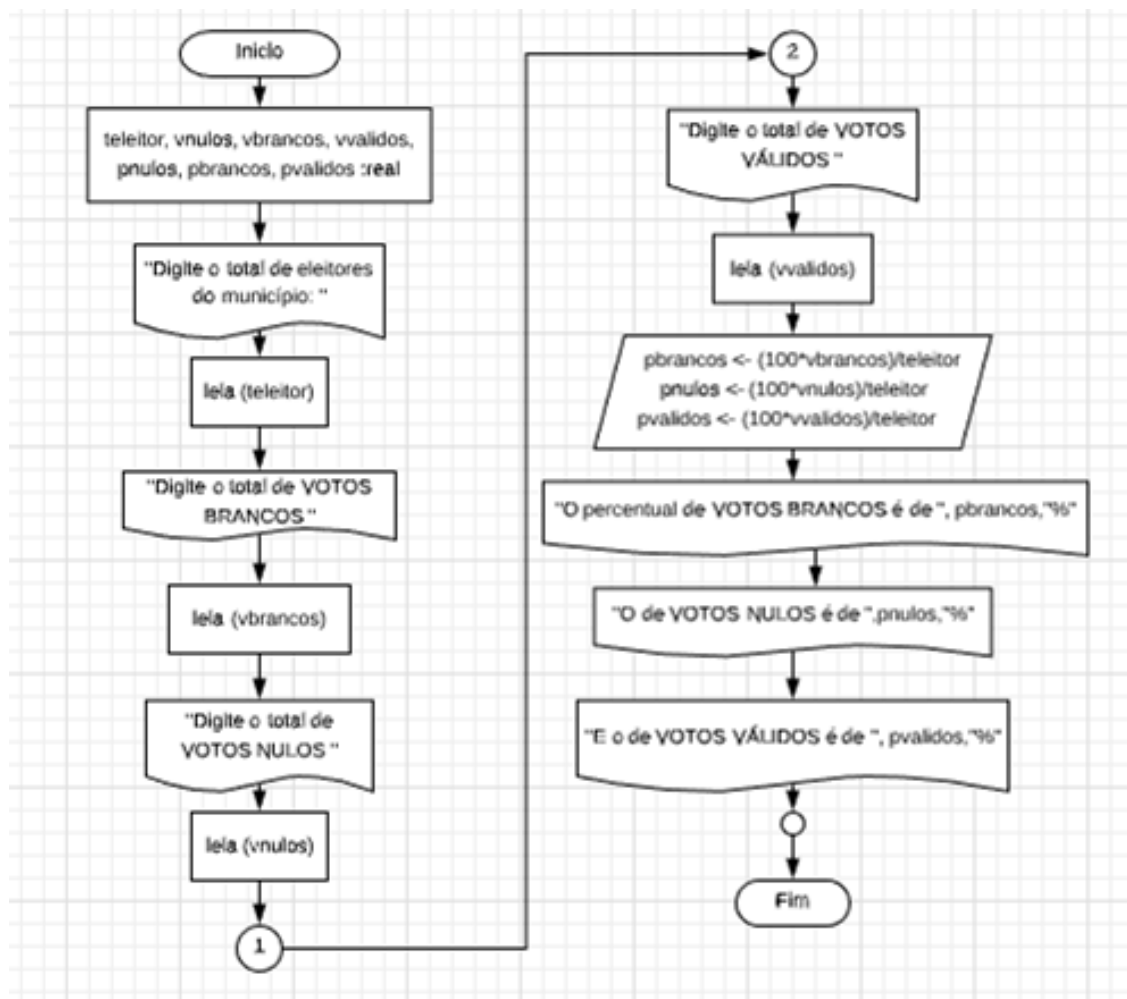 Inicio
teleitor, vnulos, vbrancos, vvalidos,
pnulos, pbrancos, pvalidos :real
"Digite o total de eleitores
do município: "
leia (teleitor)
"Digite o total de VOTOS
BRANCOS "
leia (vbrancos)
"Digite o total de
VOTOS NULOS "
leia (vnulos)
1
2
"Digite o total de VOTOS
VÁLIDOS "
leia (vvalidos)
pbrancos <- (100*vbrancos)/teleitor
pnulos <- (100*vnulos)/teleitor
pvalidos <- (100*vvalidos)/teleitor
"O percentual de VOTOS BRANCOS é de ", pbrancos,"%"
"O de VOTOS NULOS é de ",pnulos,"%"
"E o de VOTOS VÁLIDOS é de ", pvalidos,"%"
Fim